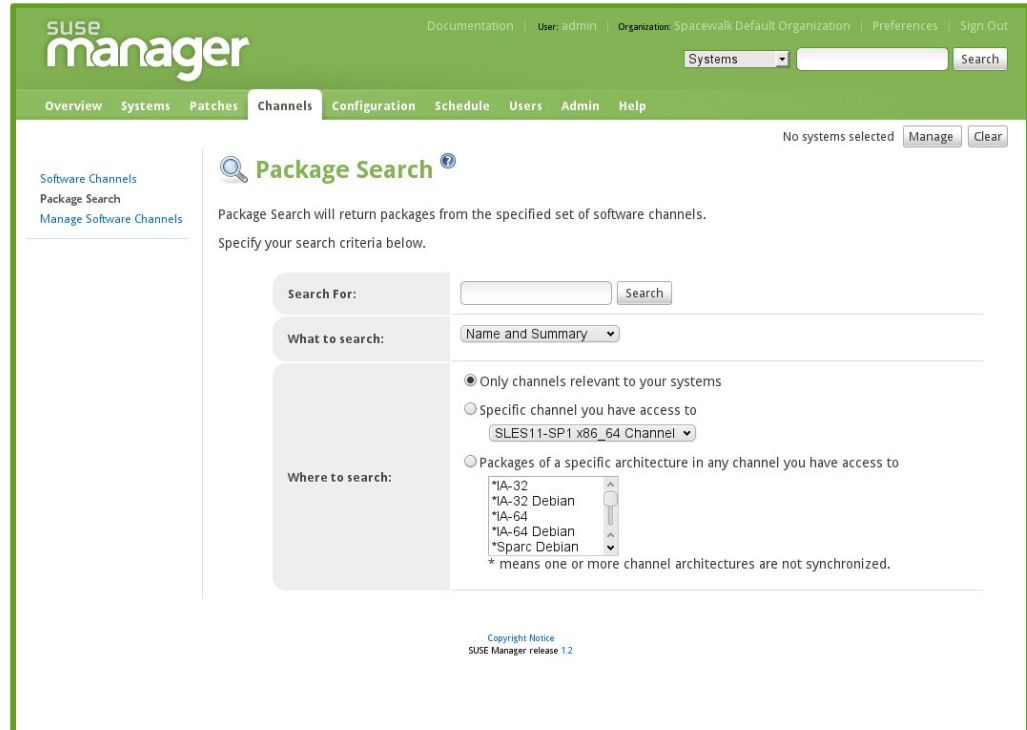 suse
manager
Documentation | User: admin | Organization: Spacewalk Default Organization | Preferences | Sign Out
Systems Search
Overview Systems Patches Channels Configuration Schedule Users Admin Help
No systems selected Manage Clear
Software Channels
Package Search
Manage Software Channels
Package Search ?
Package Search will return packages from the specified set of software channels.
Specify your search criteria below.
Search For: Search
What to search: Name and Summary
Where to search:
Only channels relevant to your systems
Specific channel you have access to
SLES11-SP1 x86_64 Channel
Packages of a specific architecture in any channel you have access to
*IA-32
*IA-32 Debian
*IA-64
*IA-64 Debian
*Sparc Debian
* means one or more channel architectures are not synchronized.
Copyright Notice
SUSE Manager release 1.2